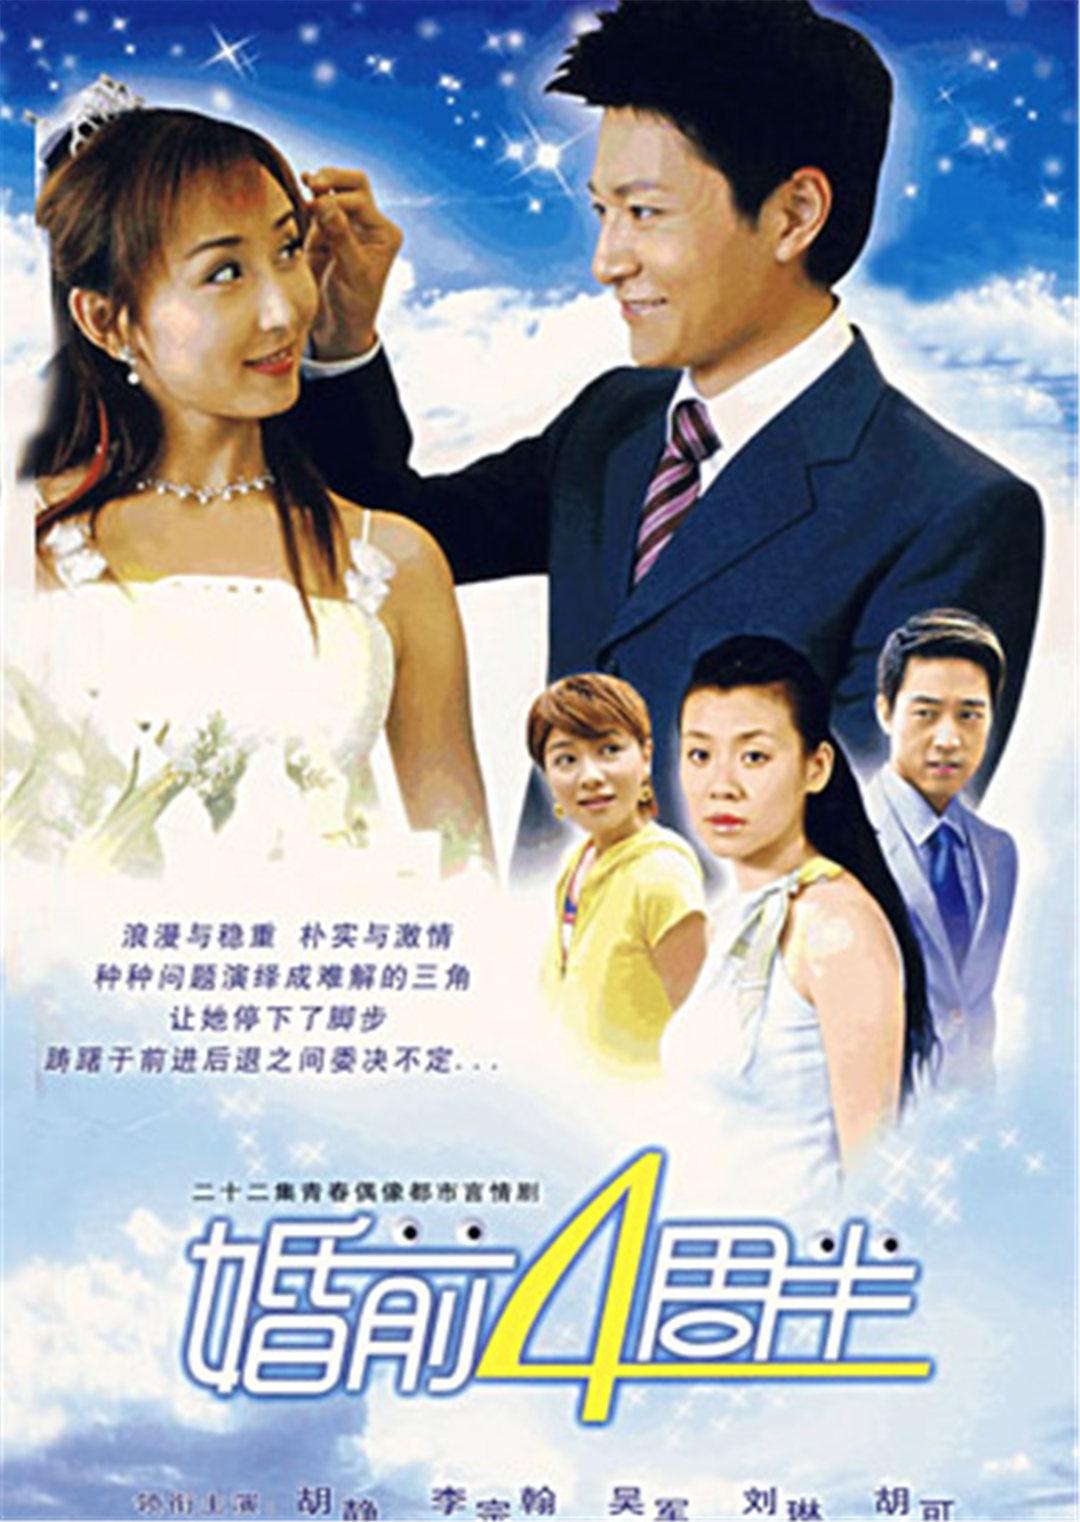 浪漫与稳重 朴实与激情
种种问题演绎成难解的三角
让她停下了脚步
踌躇于前进后退之间委决不定...
二十二集青春偶像都市言情剧
婚前4周半
领衔主演: 胡静 李宗翰 吴军 刘琳 胡可